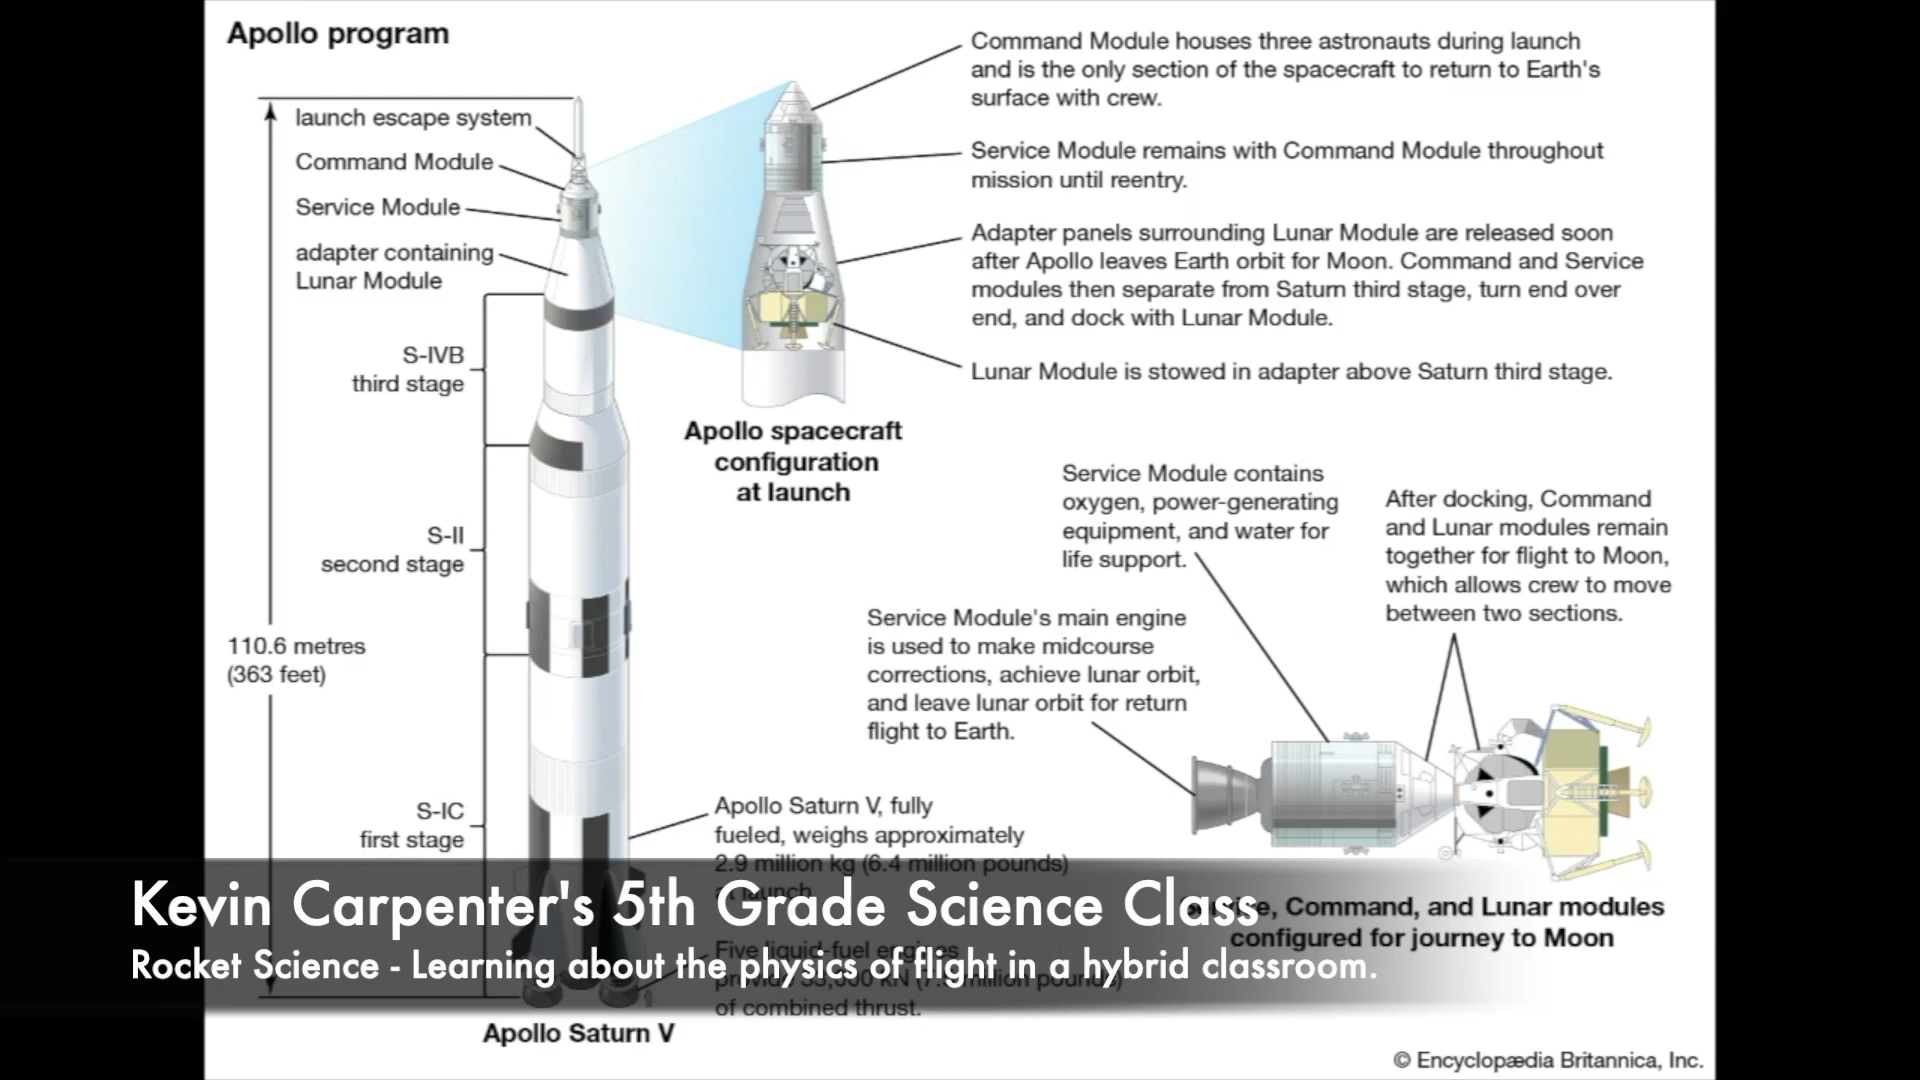 Apollo program
launch escape system
Command Module
Service Module
adapter containing
Lunar Module
S-IVB
third stage
S-II
second stage
110.6 metres
(363 feet)
S-IC
first stage
Apollo Saturn V
Command Module houses three astronauts during launch
and is the only section of the spacecraft to return to Earth's
surface with crew.
Service Module remains with Command Module throughout
mission until reentry.
Adapter panels surrounding Lunar Module are released soon
after Apollo leaves Earth orbit for Moon. Command and Service
modules then separate from Saturn third stage, turn end over
end, and dock with Lunar Module.
Lunar Module is stowed in adapter above Saturn third stage.
Apollo spacecraft
configuration
at launch
Service Module contains
oxygen, power-generating
equipment, and water for
life support.
After docking, Command
and Lunar modules remain
together for flight to Moon,
which allows crew to move
between two sections.
Service Module's main engine
is used to make midcourse
corrections, achieve lunar orbit,
and leave lunar orbit for return
flight to Earth.
Apollo Saturn V, fully
fueled, weighs approximately
2.9 million kg (6.4 million pounds)
at launch
Five liquid-fuel engines
provide kN million pounds)
of combined thrust.
Service, Command, and Lunar modules
configured for journey to Moon
Kevin Carpenter's 5th Grade Science Class
Rocket Science - Learning about the physics of flight in a hybrid classroom.
© Encyclopædia Britannica, Inc.